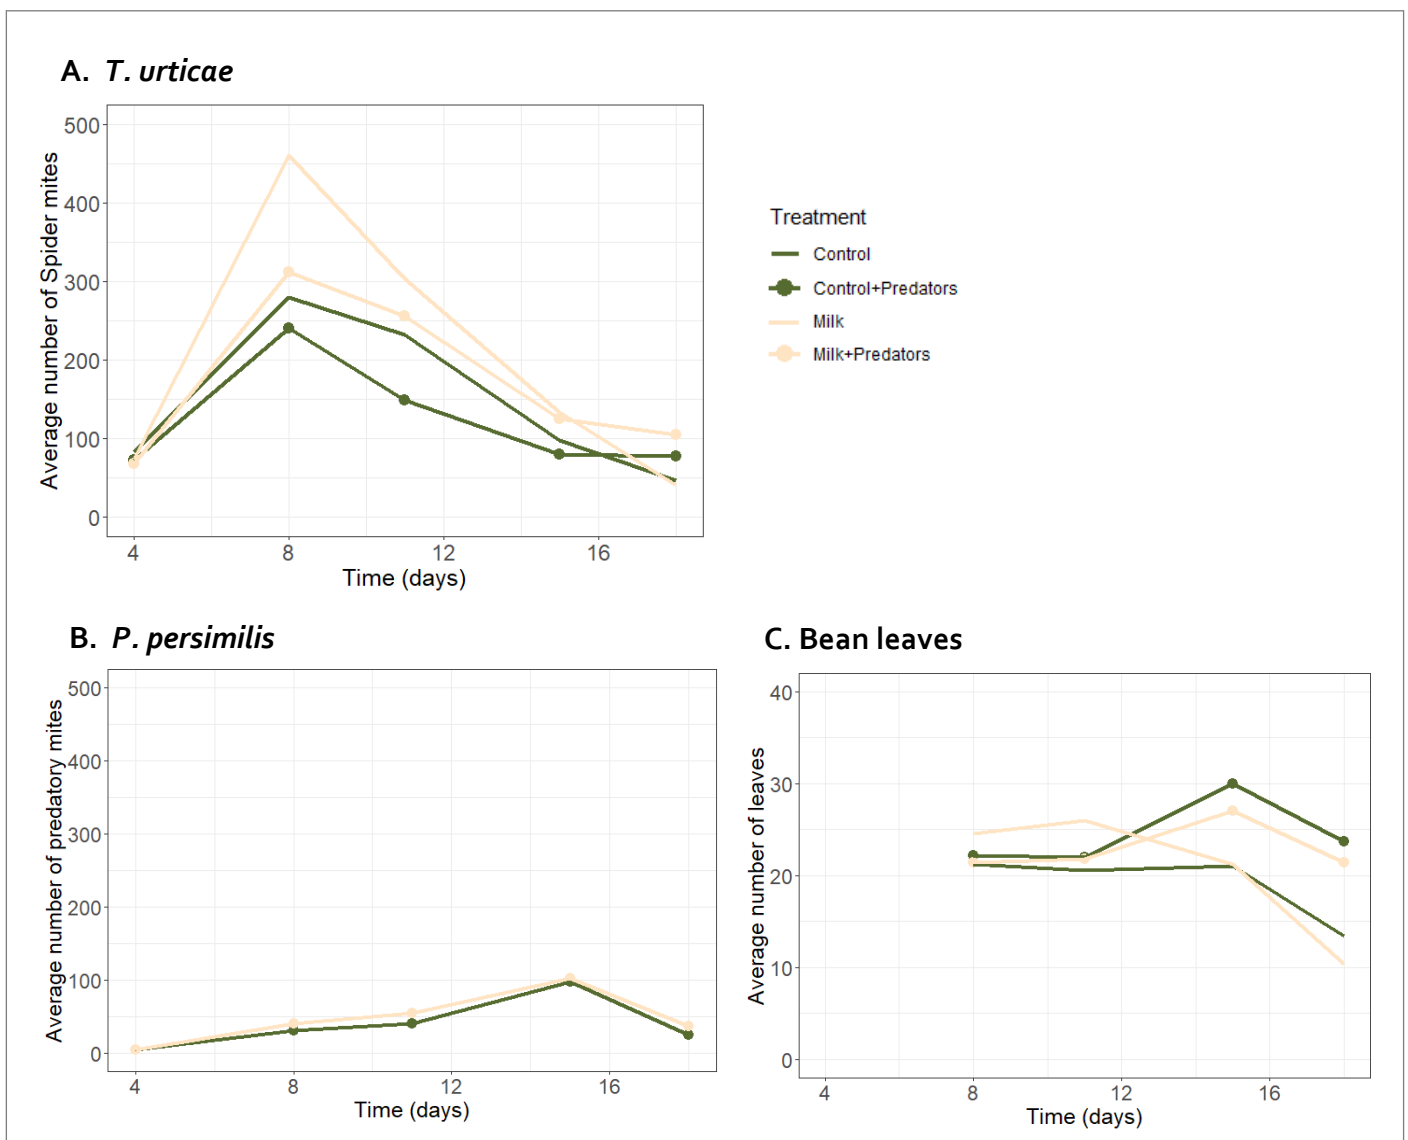 A. T. urticae
Average number of Spider mites
500
400
300
200
100
0
4 8 12 16
Time (days)
Treatment
Control
Control+Predators
Milk
Milk+Predators
B. P. persimilis
Average number of predatory mites
500
400
300
200
100
0
4 8 12 16
Time (days)
C. Bean leaves
Average number of leaves
40
30
20
10
0
4 8 12 16
Time (days)